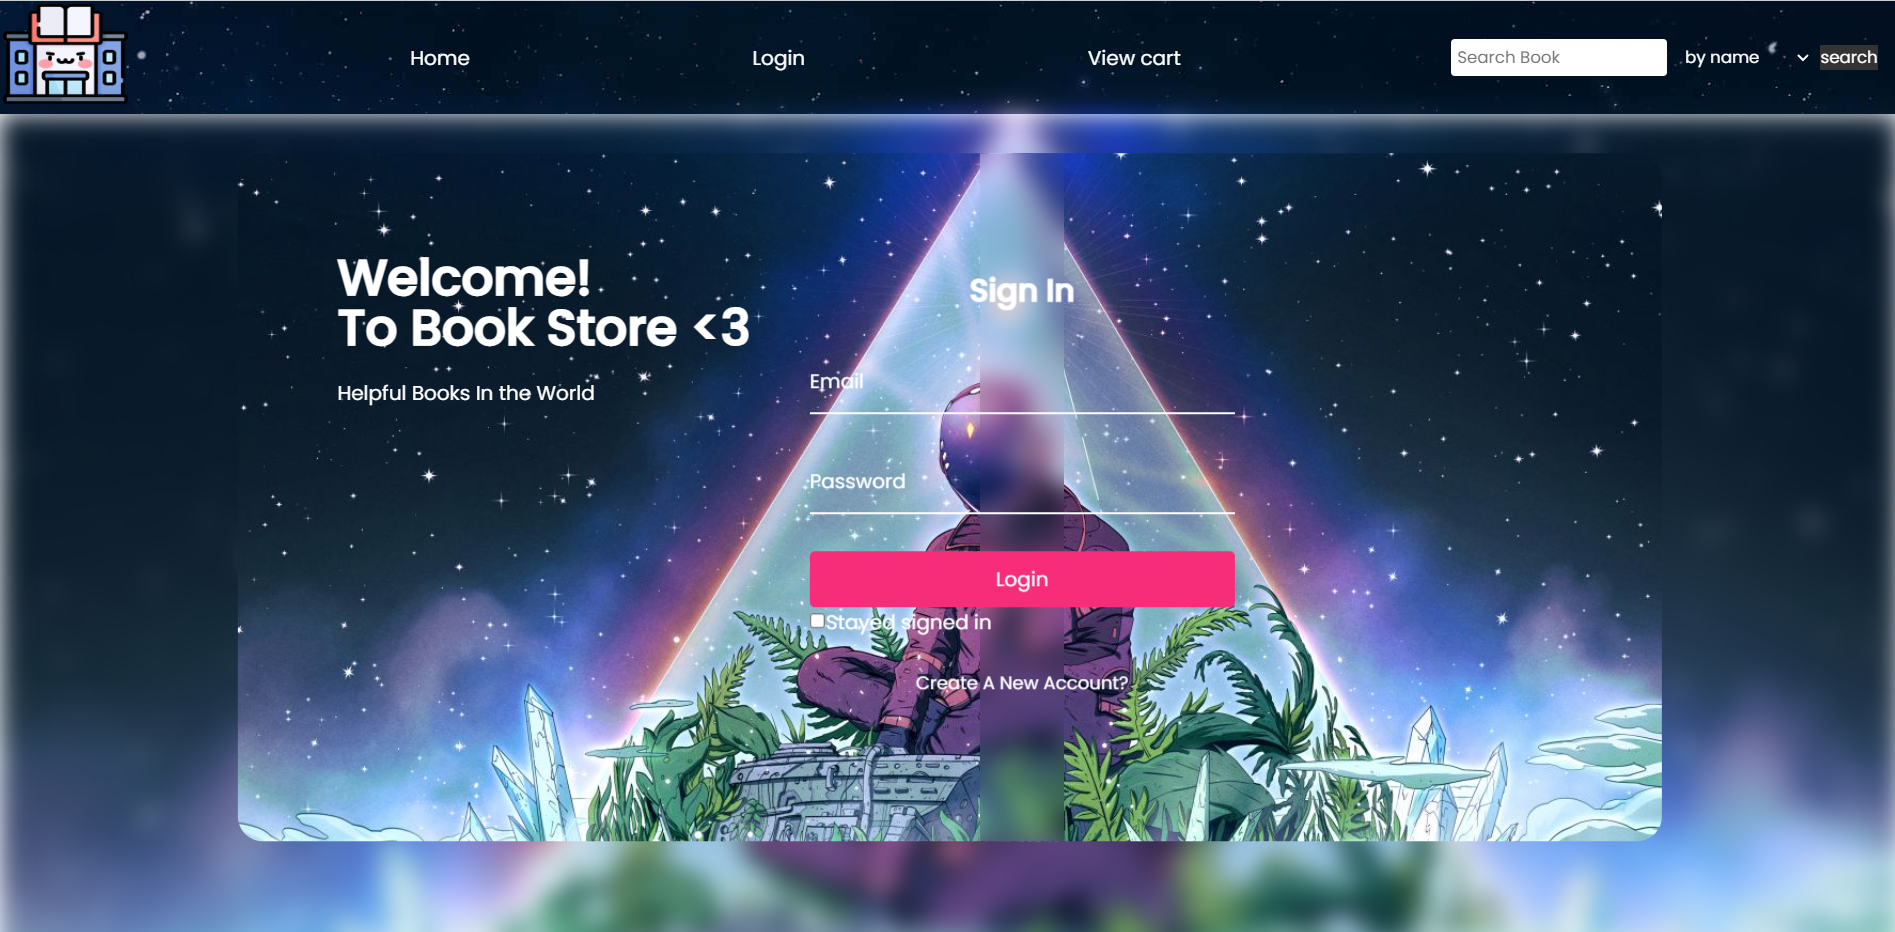 Home
Login
View cart
Search Book
by name
search
Welcome!
To Book Store <3
Helpful Books In the World
Sign In
Email
Password
Login
Stayed signed in
Create A New Account?